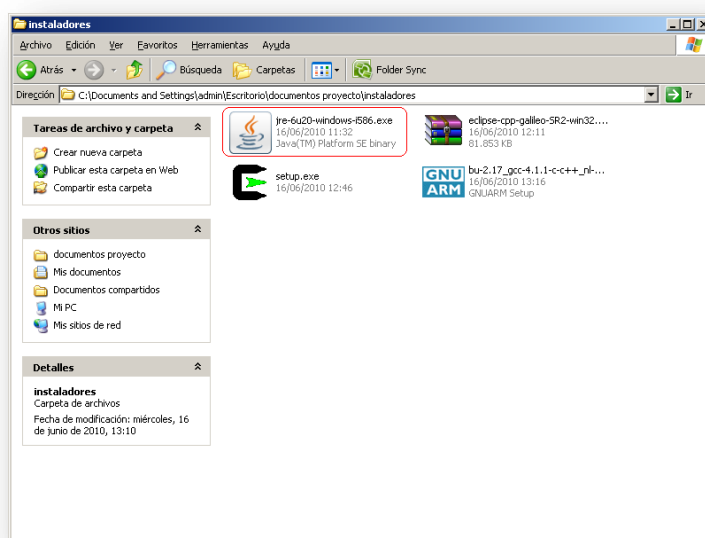 instaladores
Archivo Edición Ver Favoritos Herramientas Ayuda
Atrás Búsqueda Carpetas Folder Sync
Dirección C:\Documents and Settings\admin\Escritorio\documentos proyecto\instaladores Ir
Tareas de archivo y carpeta
Crear nueva carpeta
Publicar esta carpeta en Web
Compartir esta carpeta
Otros sitios
documentos proyecto
Mis documentos
Documentos compartidos
Mi PC
Mis sitios de red
Detalles
instaladores
Carpeta de archivos
Fecha de modificación: miércoles, 16
de junio de 2010, 13:10
jre-6u20-windows-i586.exe
16/06/2010 11:32
Java(TM) Platform SE binary
eclipse-cpp-galileo-SR2-win32....
16/06/2010 12:11
81.853 KB
setup.exe
16/06/2010 12:46
GNU
ARM
bu-2.17_gcc-4.1.1-c-c++_nl-...
16/06/2010 13:16
GNUARM Setup